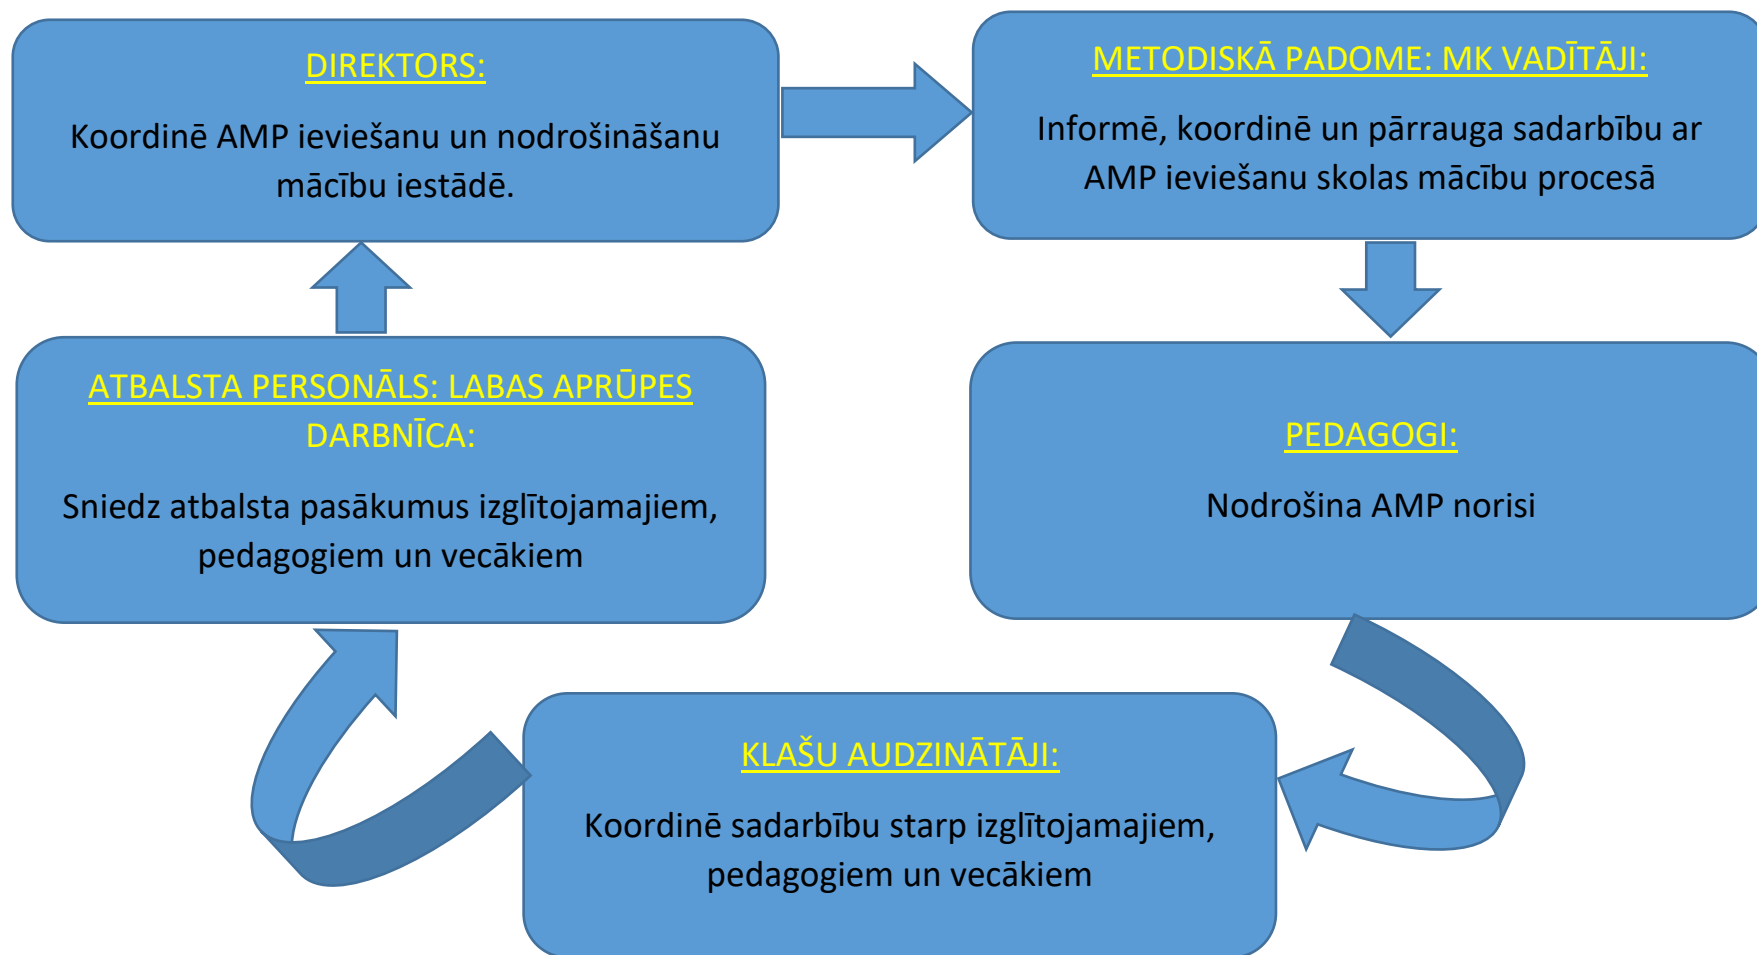 DIREKTORS:
Koordinē AMP ieviešanu un nodrošināšanu
mācību iestādē.
METODISKĀ PADOME: MK VADĪTĀJI:
Informē, koordinē un pārrauga sadarbību ar
AMP ieviešanu skolas mācību procesā
PEDAGOGI:
Nodrošina AMP norisi
KLAŠU AUDZINĀTĀJI:
Koordinē sadarbību starp izglītojamajiem,
pedagogiem un vecākiem
ATBALSTA PERSONĀLS: LABAS APRŪPES
DARBNĪCA:
Sniedz atbalsta pasākumus izglītojamajiem,
pedagogiem un vecākiem